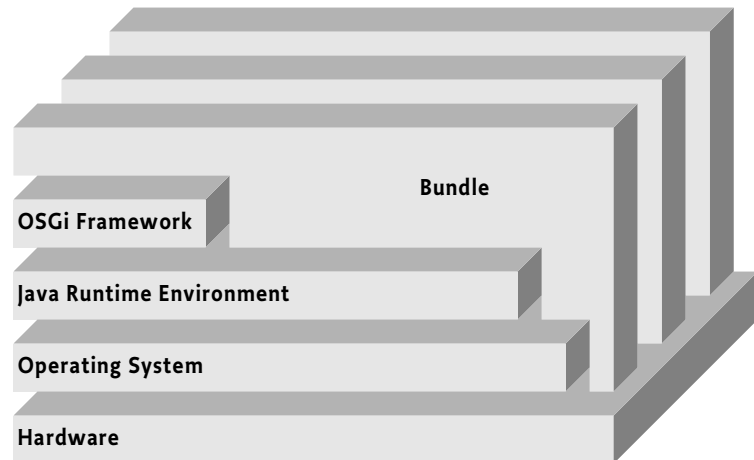 Bundle
OSGi Framework
Java Runtime Environment
Operating System
Hardware